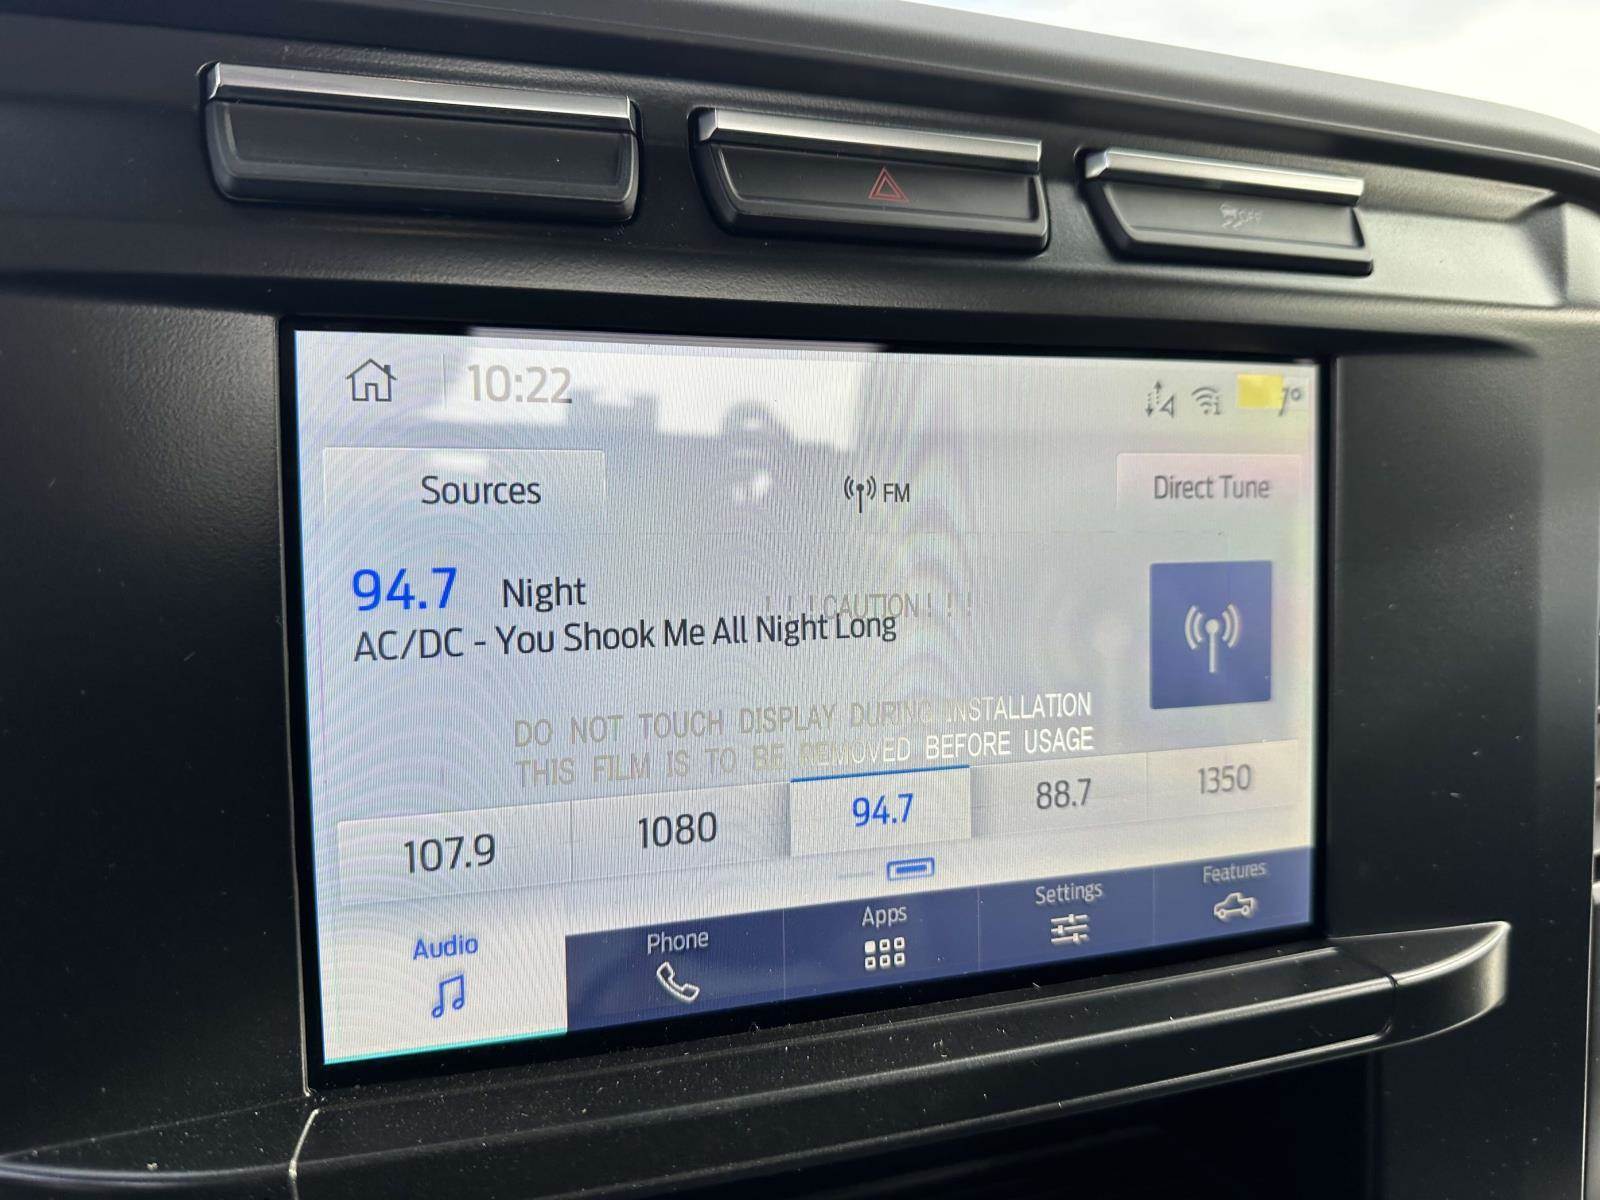 OFF
10:22
7°
Sources
FM
Direct Tune
94.7 Night
! ! ! CAUTION ! ! !
AC/DC - You Shook Me All Night Long
DO NOT TOUCH DISPLAY DURING INSTALLATION
THIS FILM IS TO BE REMOVED BEFORE USAGE
107.9 1080 94.7 88.7 1350
Audio Phone Apps Settings Features